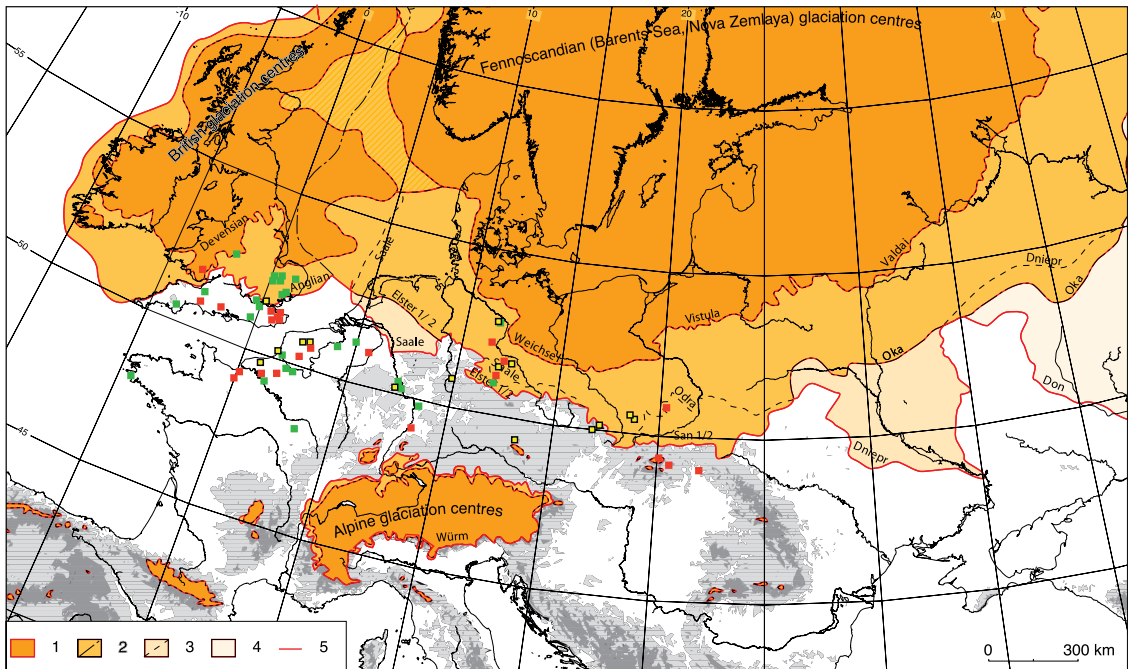 -10
0
20
40
-55
Fennoscandian (Barents Sea, Nova Zemlaya) glaciation centres
British glaciation centres
Devensian
Anglian
Saale
Valdaj
Dniepr
Oka
-50
Elster 1/ 2
Saale
Weichsel
Vistula
Oka
Saale
Elster 1/2
Odra
Don
San 1/2
Dniepr
-45
Alpine glaciation centres
Würm
1 2 3 4 5
0 300 km